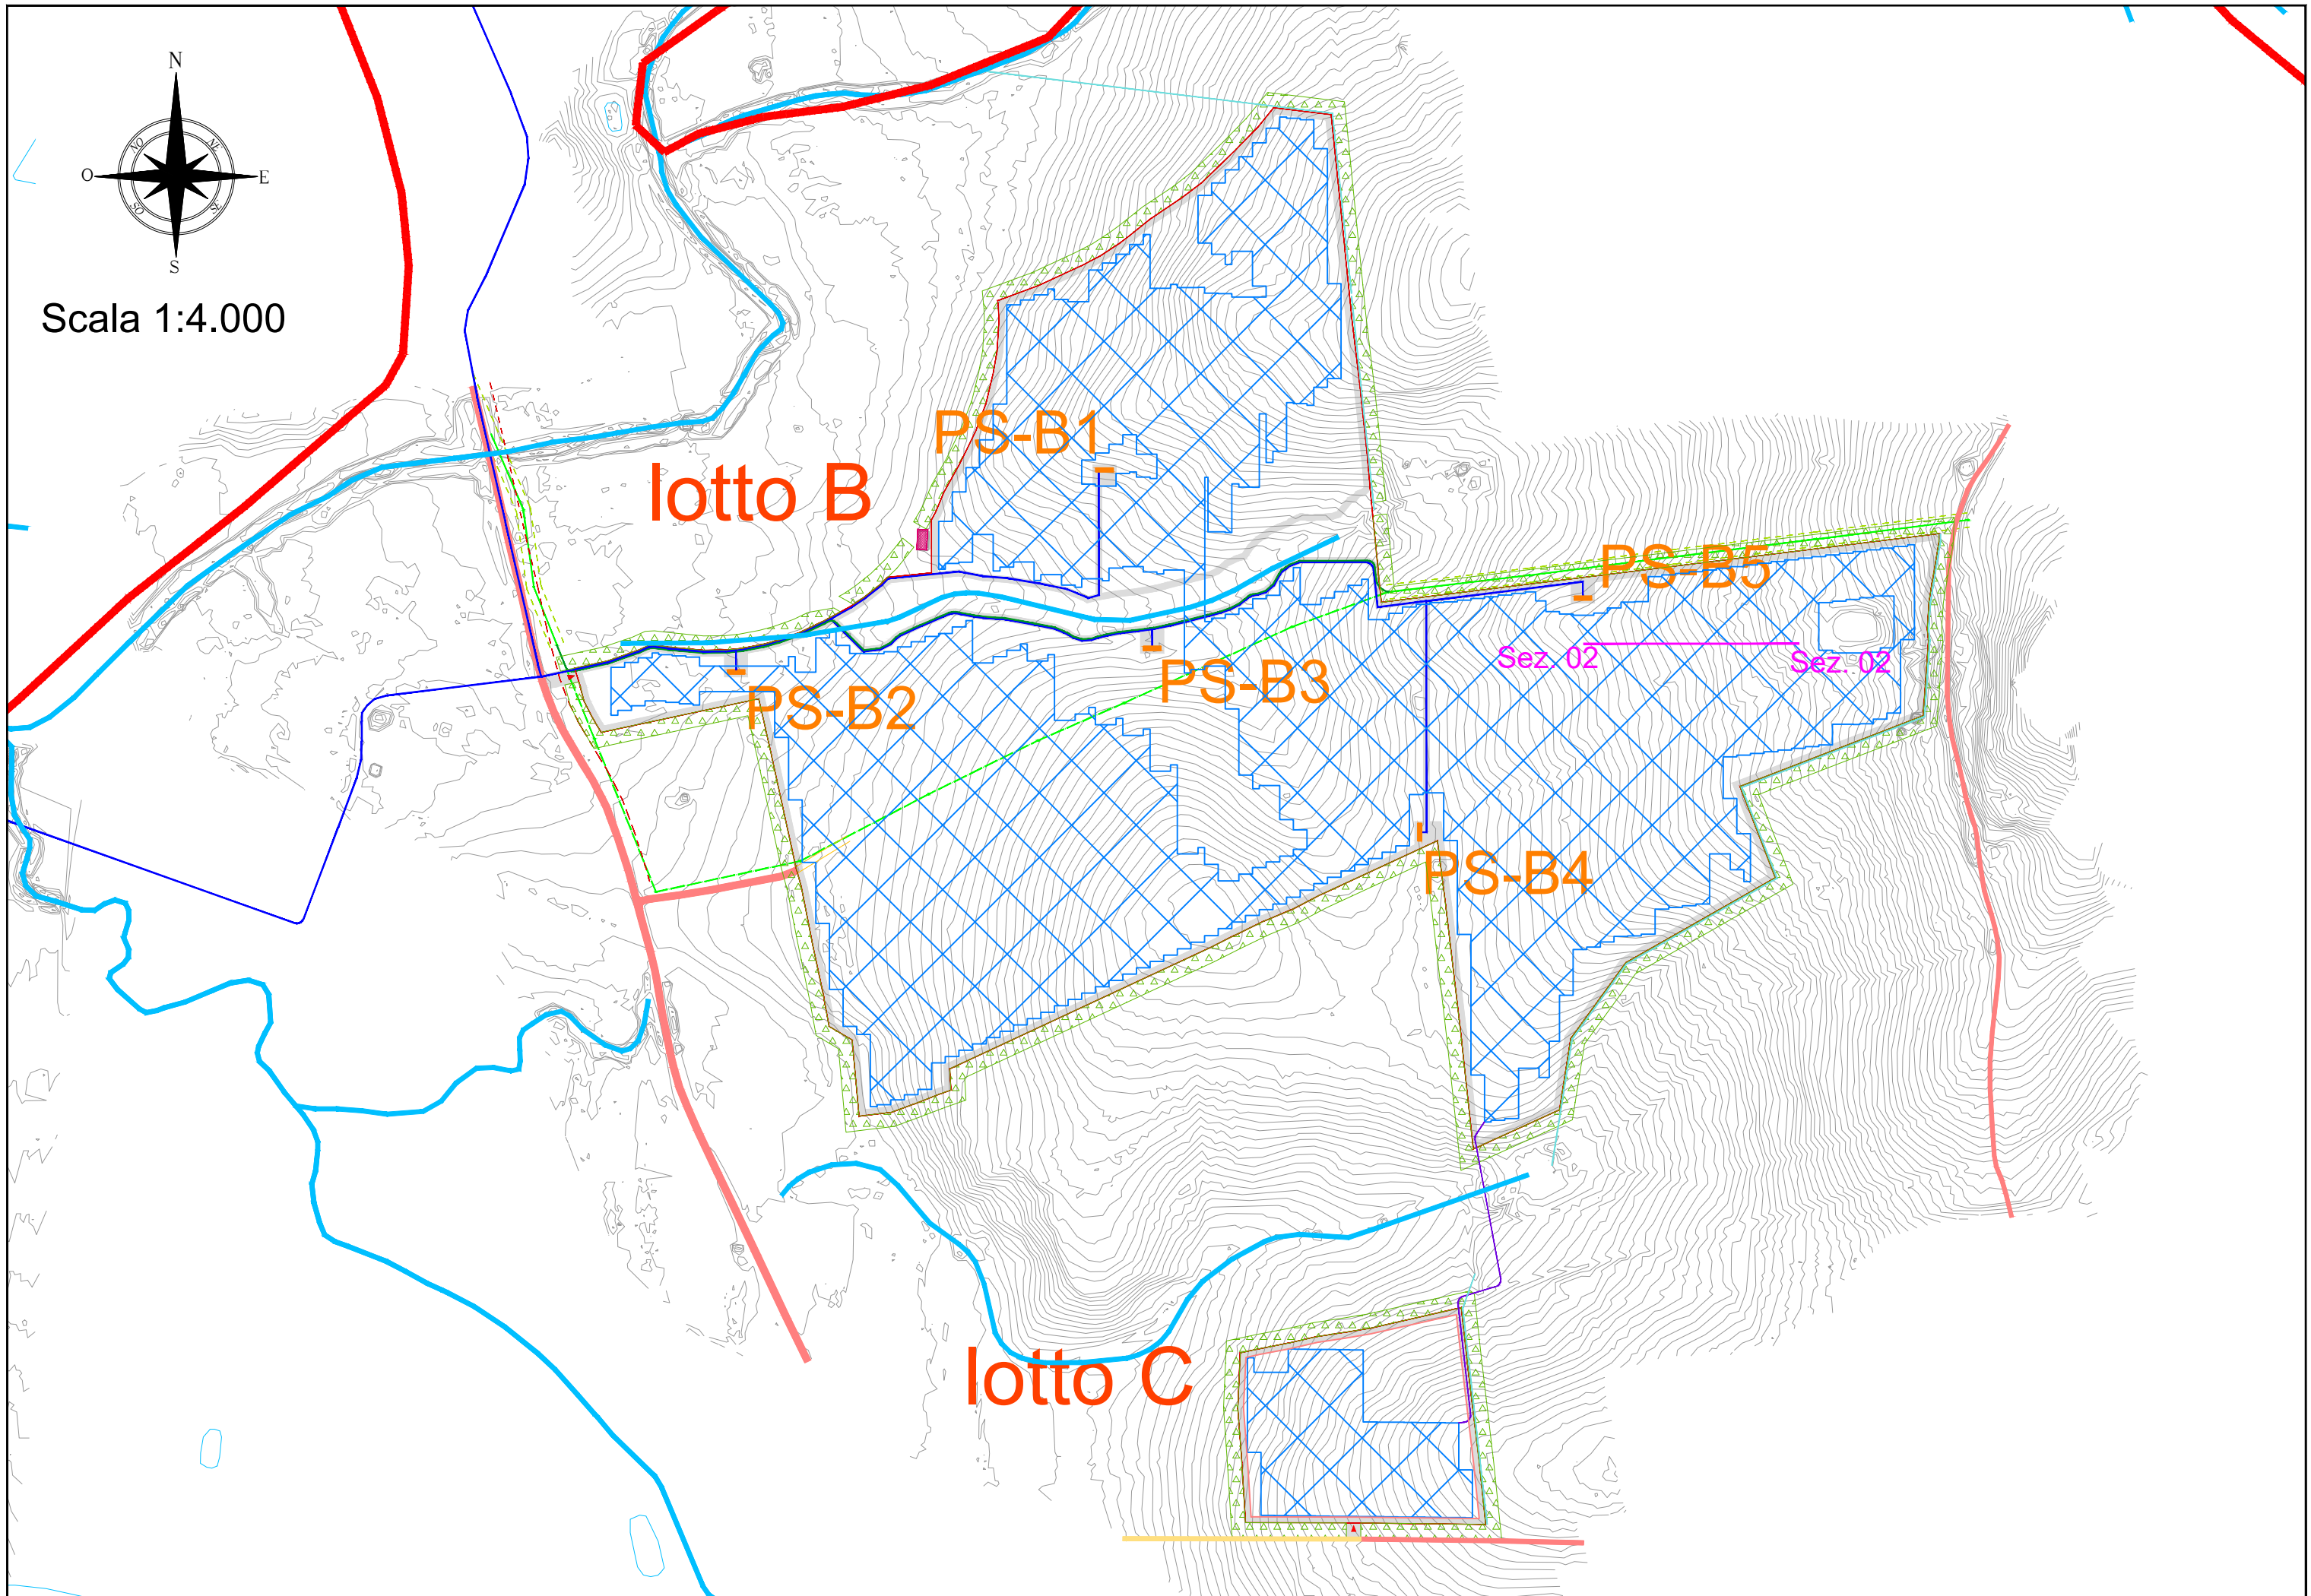 N
NO
NE
O
E
SO
SE
S
Scala 1:4.000
PS-B1
lotto B
PS-B5
Sez. 02
Sez. 02
PS-B3
PS-B2
PS-B4
lotto C